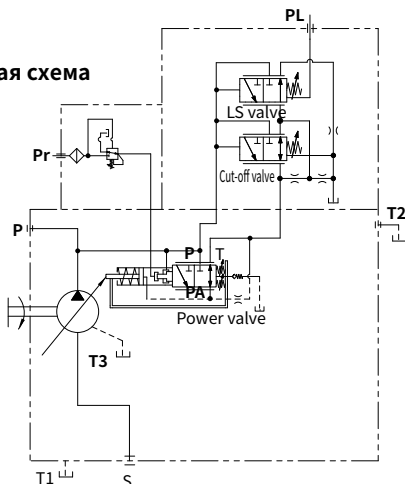 PL
ая схема
LS valve
Pr
Cut-off valve
T2
P
P
T
PA
Power valve
T3
T1
S